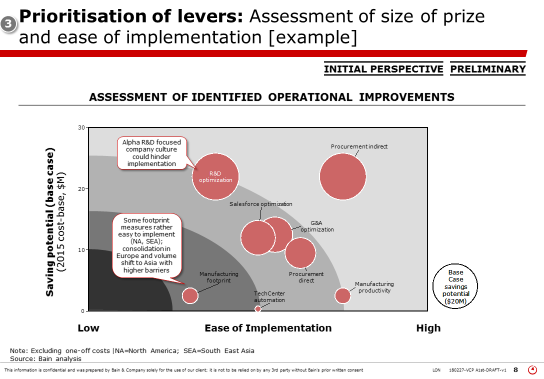 3
Prioritisation of levers: Assessment of size of prize
and ease of implementation [example]
INITIAL PERSPECTIVE PRELIMINARY
ASSESSMENT OF IDENTIFIED OPERATIONAL IMPROVEMENTS
Saving potential (base case)
(2015 cost-base, $M)
30
20
10
0
Alpha R&D focused
company culture
could hinder
implementation
R&D
optimization
Procurement indirect
Salesforce optimization
G&A
optimization
Some footprint
measures rather
easy to implement
(NA, SEA);
consolidation in
Europe and volume
shift to Asia with
higher barriers
Procurement
direct
Manufacturing
footprint
TechCenter
automation
Manufacturing
productivity
Base
Case
savings
potential
($20M)
Low
Ease of Implementation
High
Note: Excluding one-off costs |NA=North America; SEA=South East Asia
Source: Bain analysis
This information is confidential and was prepared by Bain & Company solely for the use of our client; it is not to be relied on by any 3rd party without Bain's prior written consent
LON
180227-VCP A1st-DRAFT-v1
8